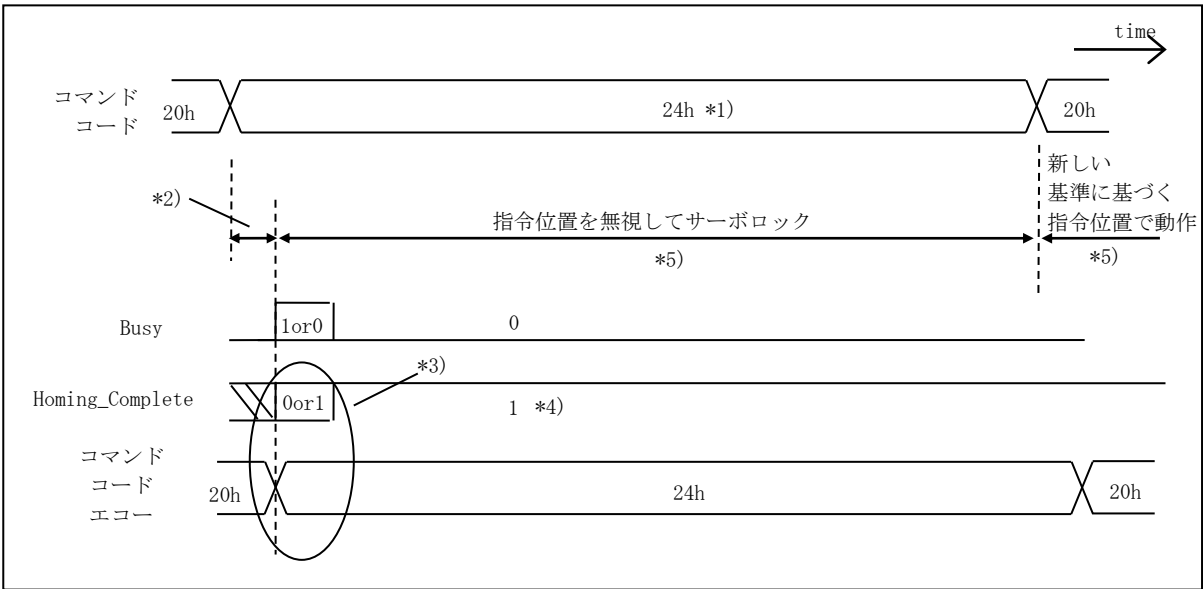 time
コマンド
コード
20h
24h *1)
20h
*2)
指令位置を無視してサーボロック
*5)
新しい
基準に基づく
指令位置で動作
*5)
Busy
1or0
0
*3)
Homing_Complete
0or1
1 *4)
コマンド
コード
エコー
20h
24h
20h